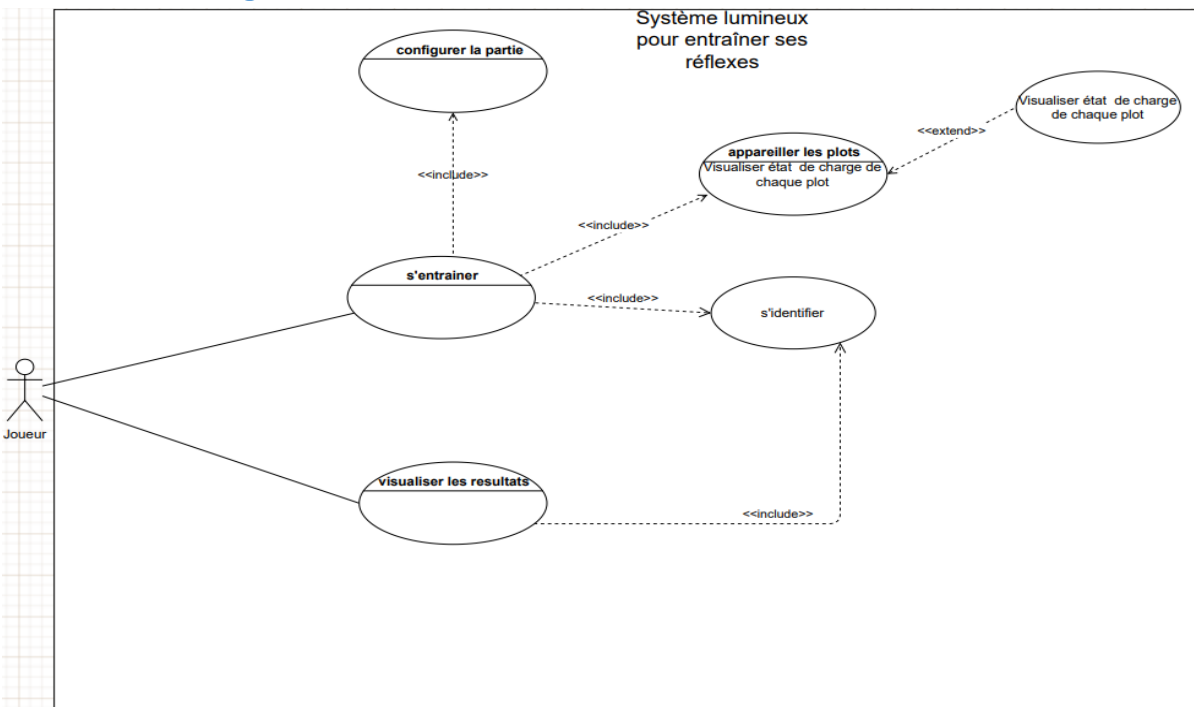 Système lumineux
pour entraîner ses
réflexes
configurer la partie
Visualiser état  de charge
de chaque plot
<<extend>>
appareiller les plots
Visualiser état  de charge de
chaque plot
<<include>>
<<include>>
s'entrainer
<<include>>
s'identifier
Joueur
visualiser les resultats
<<include>>